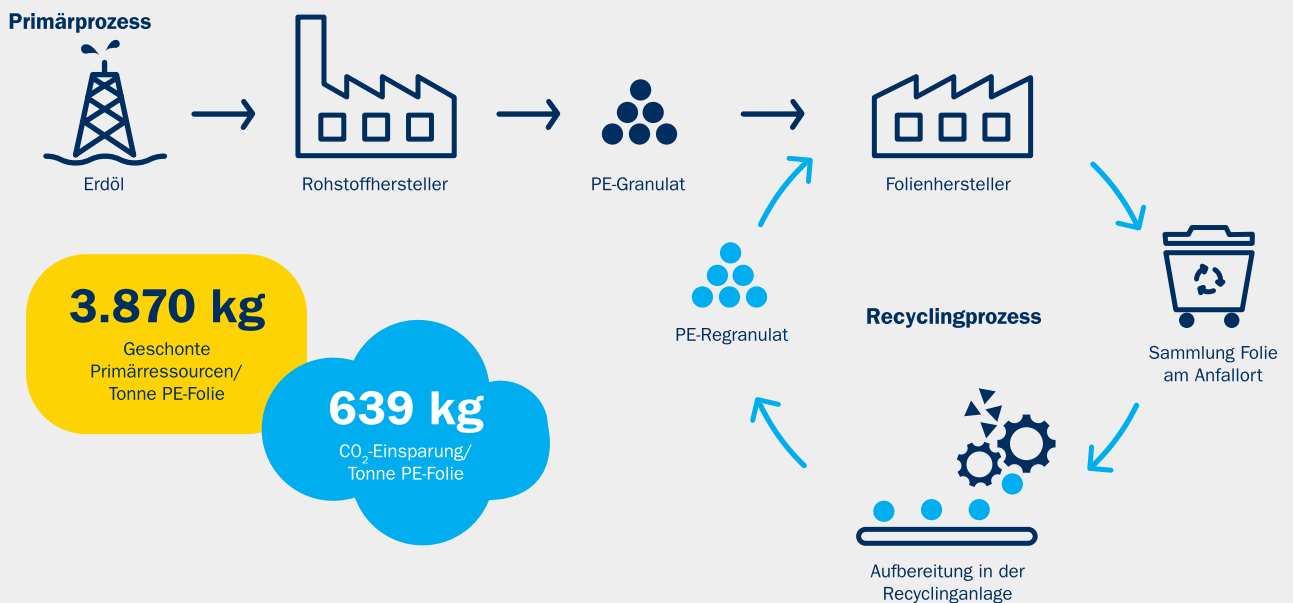 Primärprozess
Erdöl
Rohstoffhersteller
PE-Granulat
Folienhersteller
3.870 kg
Geschonte
Primärressourcen/
Tonne PE-Folie
639 kg
CO₂-Einsparung/
Tonne PE-Folie
PE-Regranulat
Recyclingprozess
Sammlung Folie
am Anfallort
Aufbereitung in der
Recyclinganlage